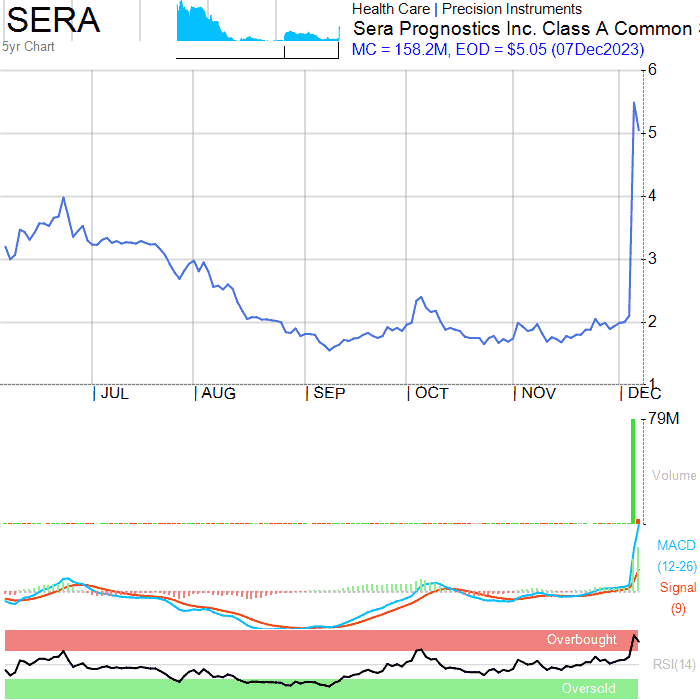 SERA
5yr Chart
Health Care | Precision Instruments
Sera Prognostics Inc. Class A Common
MC = 158.2M, EOD = $5.05 (07Dec2023)
6
5
4
3
2
1
JUL
AUG
SEP
OCT
NOV
DEC
79M
Volume
MACD
(12-26)
Signal
(9)
Overbought
RSI(14)
Oversold